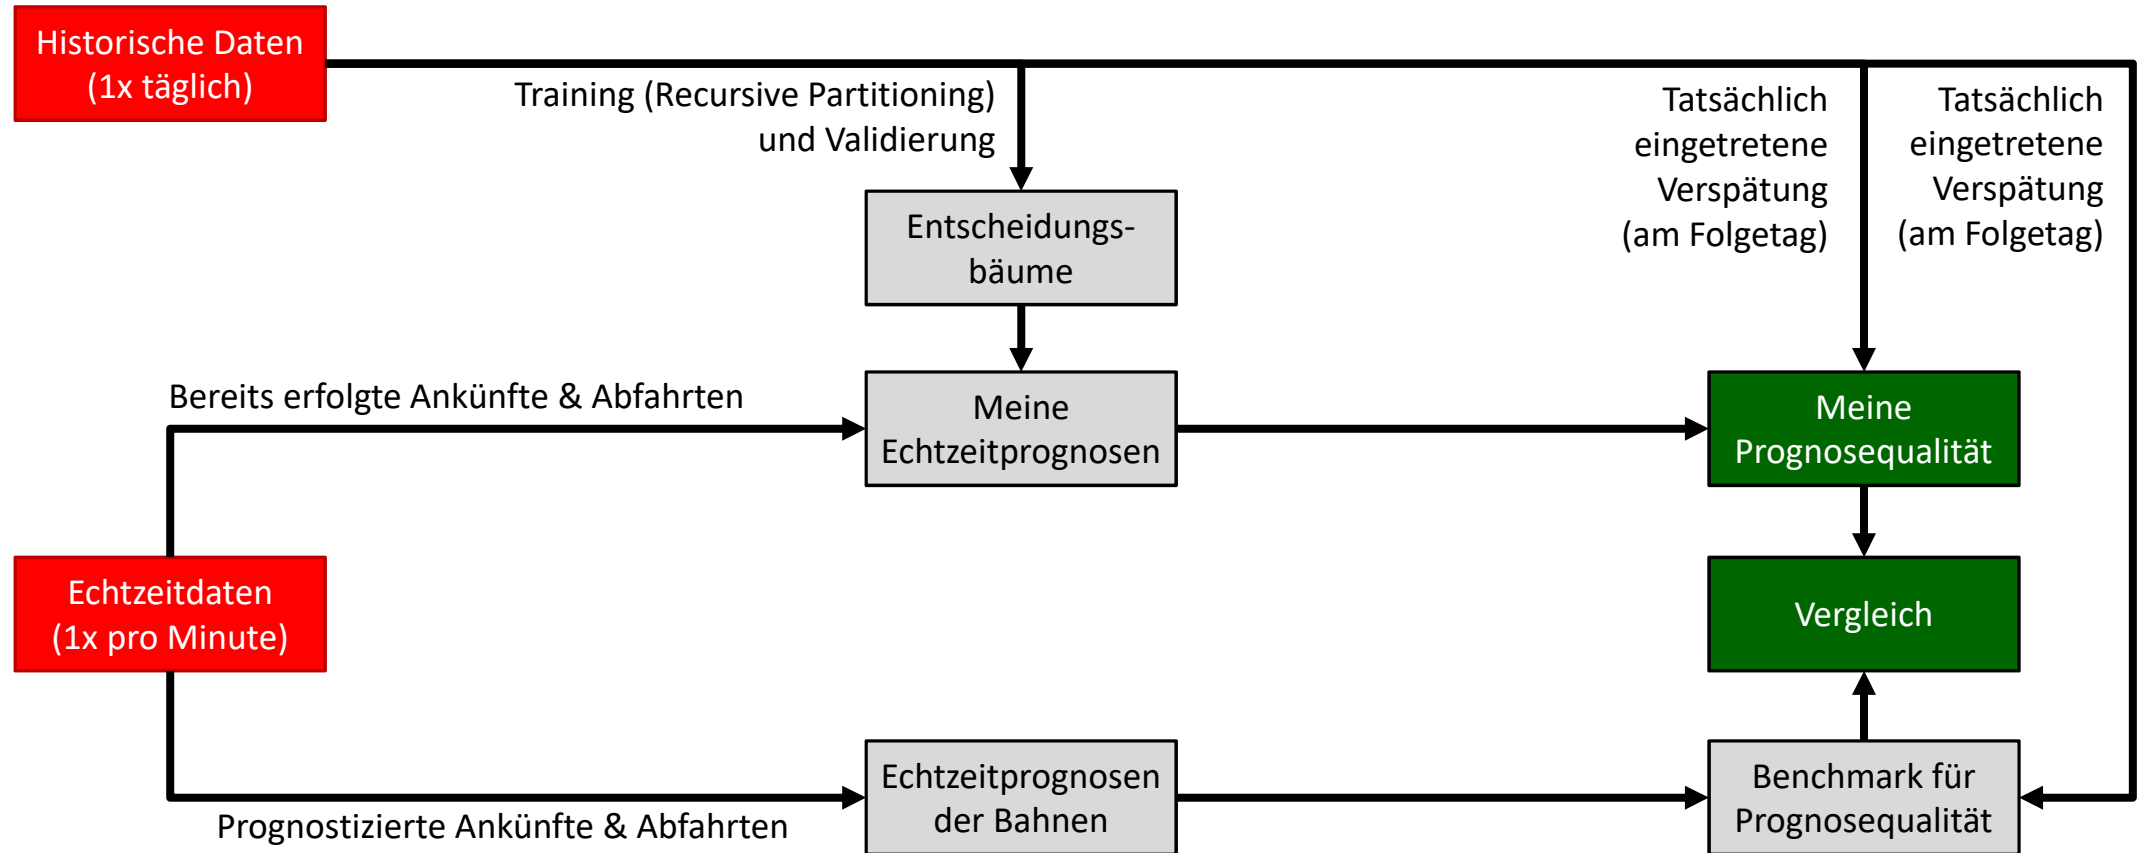 Historische Daten
(1x täglich)
Training (Recursive Partitioning)
und Validierung
Tatsächlich
eingetretene
Verspätung
(am Folgetag)
Tatsächlich
eingetretene
Verspätung
(am Folgetag)
Entscheidungs-
bäume
Bereits erfolgte Ankünfte & Abfahrten
Meine
Echtzeitprognosen
Meine
Prognosequalität
Echtzeitdaten
(1x pro Minute)
Vergleich
Prognostizierte Ankünfte & Abfahrten
Echtzeitprognosen
der Bahnen
Benchmark für
Prognosequalität